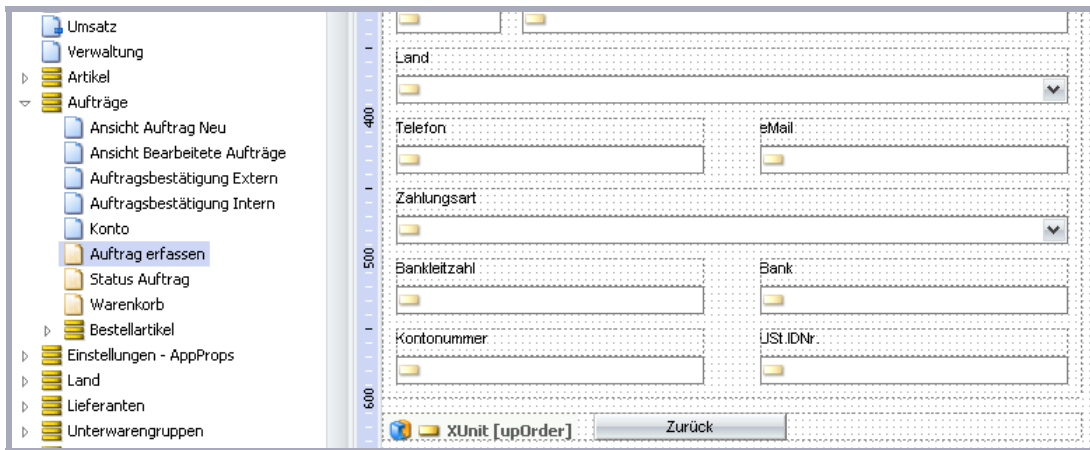 Umsatz
Verwaltung
Artikel
Aufträge
Ansicht Auftrag Neu
Ansicht Bearbeitete Aufträge
Auftragsbestätigung Extern
Auftragsbestätigung Intern
Konto
Auftrag erfassen
Status Auftrag
Warenkorb
Bestellartikel
Einstellungen - AppProps
Land
Lieferanten
Unterwarengruppen
400
500
600
Land
Telefon eMail
Zahlungsart
Bankleitzahl Bank
Kontonummer USt.IDNr.
XUnit [upOrder] Zurück